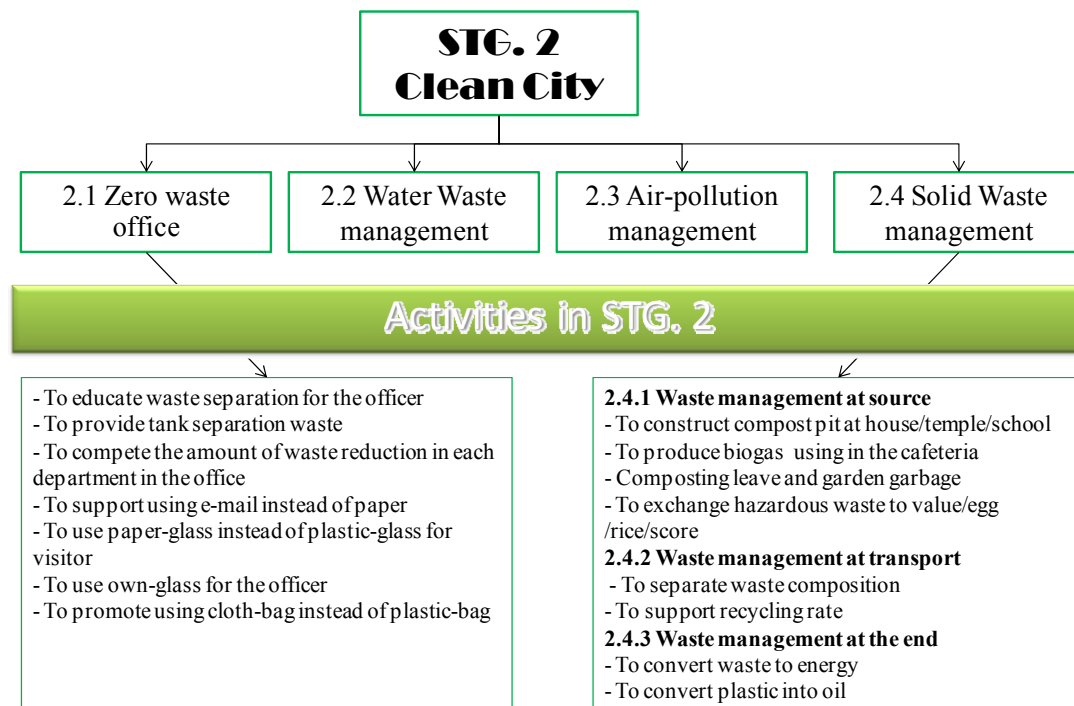 STG. 2
Clean City
2.1 Zero waste
office
2.2 Water Waste
management
2.3 Air-pollution
management
2.4 Solid Waste
management
Activities in STG. 2
- To educate waste separation for the officer
- To provide tank separation waste
- To compete the amount of waste reduction in each
department in the office
- To support using e-mail instead of paper
- To use paper-glass instead of plastic-glass for
visitor
- To use own-glass for the officer
- To promote using cloth-bag instead of plastic-bag
2.4.1 Waste management at source
- To construct compost pit at house/temple/school
- To produce biogas using in the cafeteria
- Composting leave and garden garbage
- To exchange hazardous waste to value/egg
/rice/score
2.4.2 Waste management at transport
- To separate waste composition
- To support recycling rate
2.4.3 Waste management at the end
- To convert waste to energy
- To convert plastic into oil